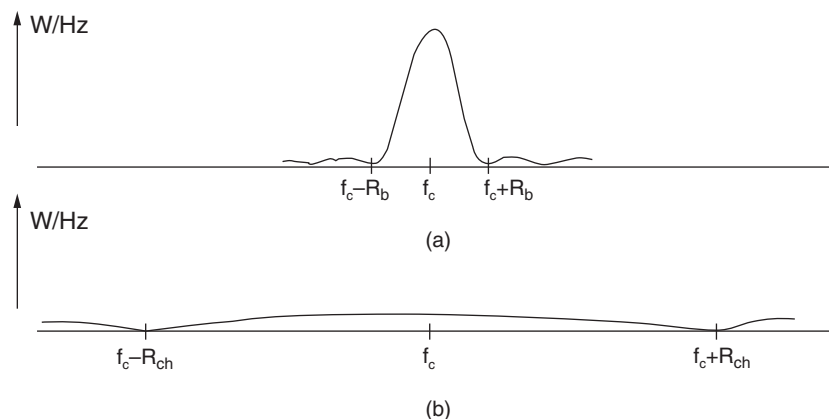 W/Hz
f_c–R_b f_c f_c+R_b
(a)
W/Hz
f_c–R_ch f_c f_c+R_ch
(b)